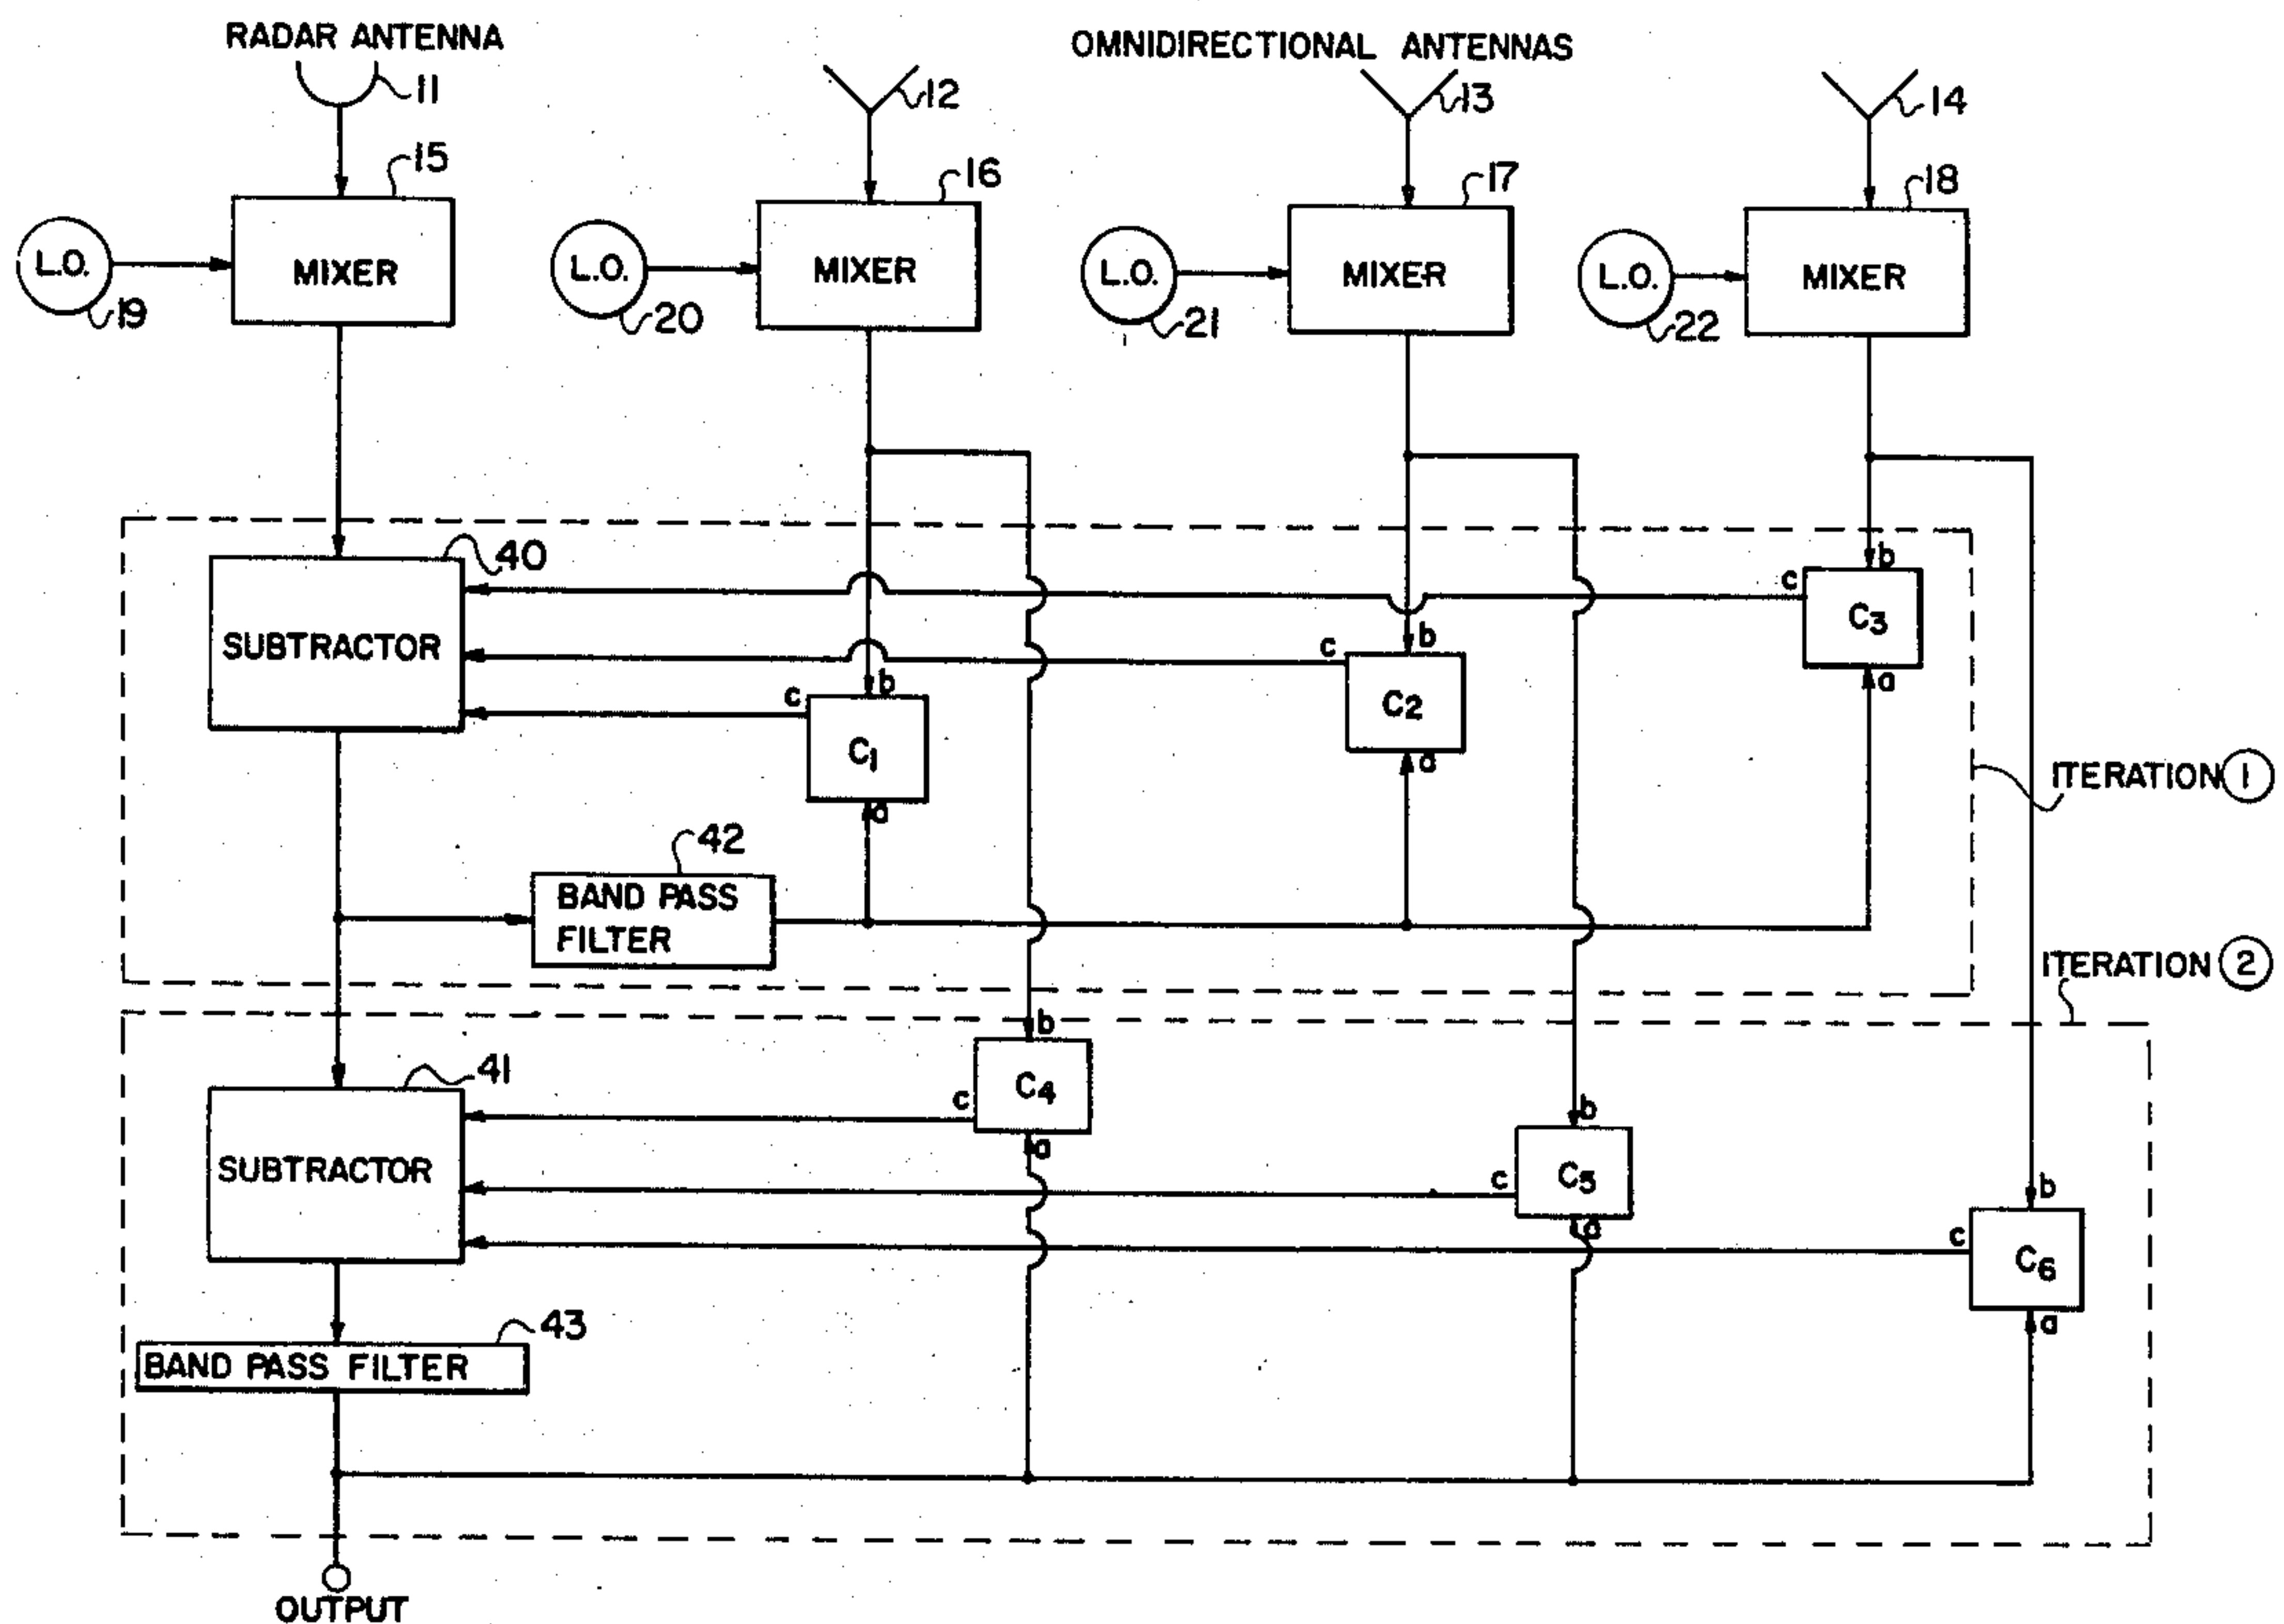 RADAR ANTENNA
OMNIDIRECTIONAL ANTENNAS
11
12
13
14
15
16
17
18
L.O.
MIXER
L.O.
MIXER
L.O.
MIXER
L.O.
MIXER
19
20
21
22
40
b
c
C3
a
SUBTRACTOR
b
c
C2
a
b
c
C1
a
ITERATION 1
42
BAND PASS
FILTER
ITERATION 2
b
C4
c
a
41
SUBTRACTOR
b
c
C5
a
b
c
C6
a
43
BAND PASS FILTER
OUTPUT